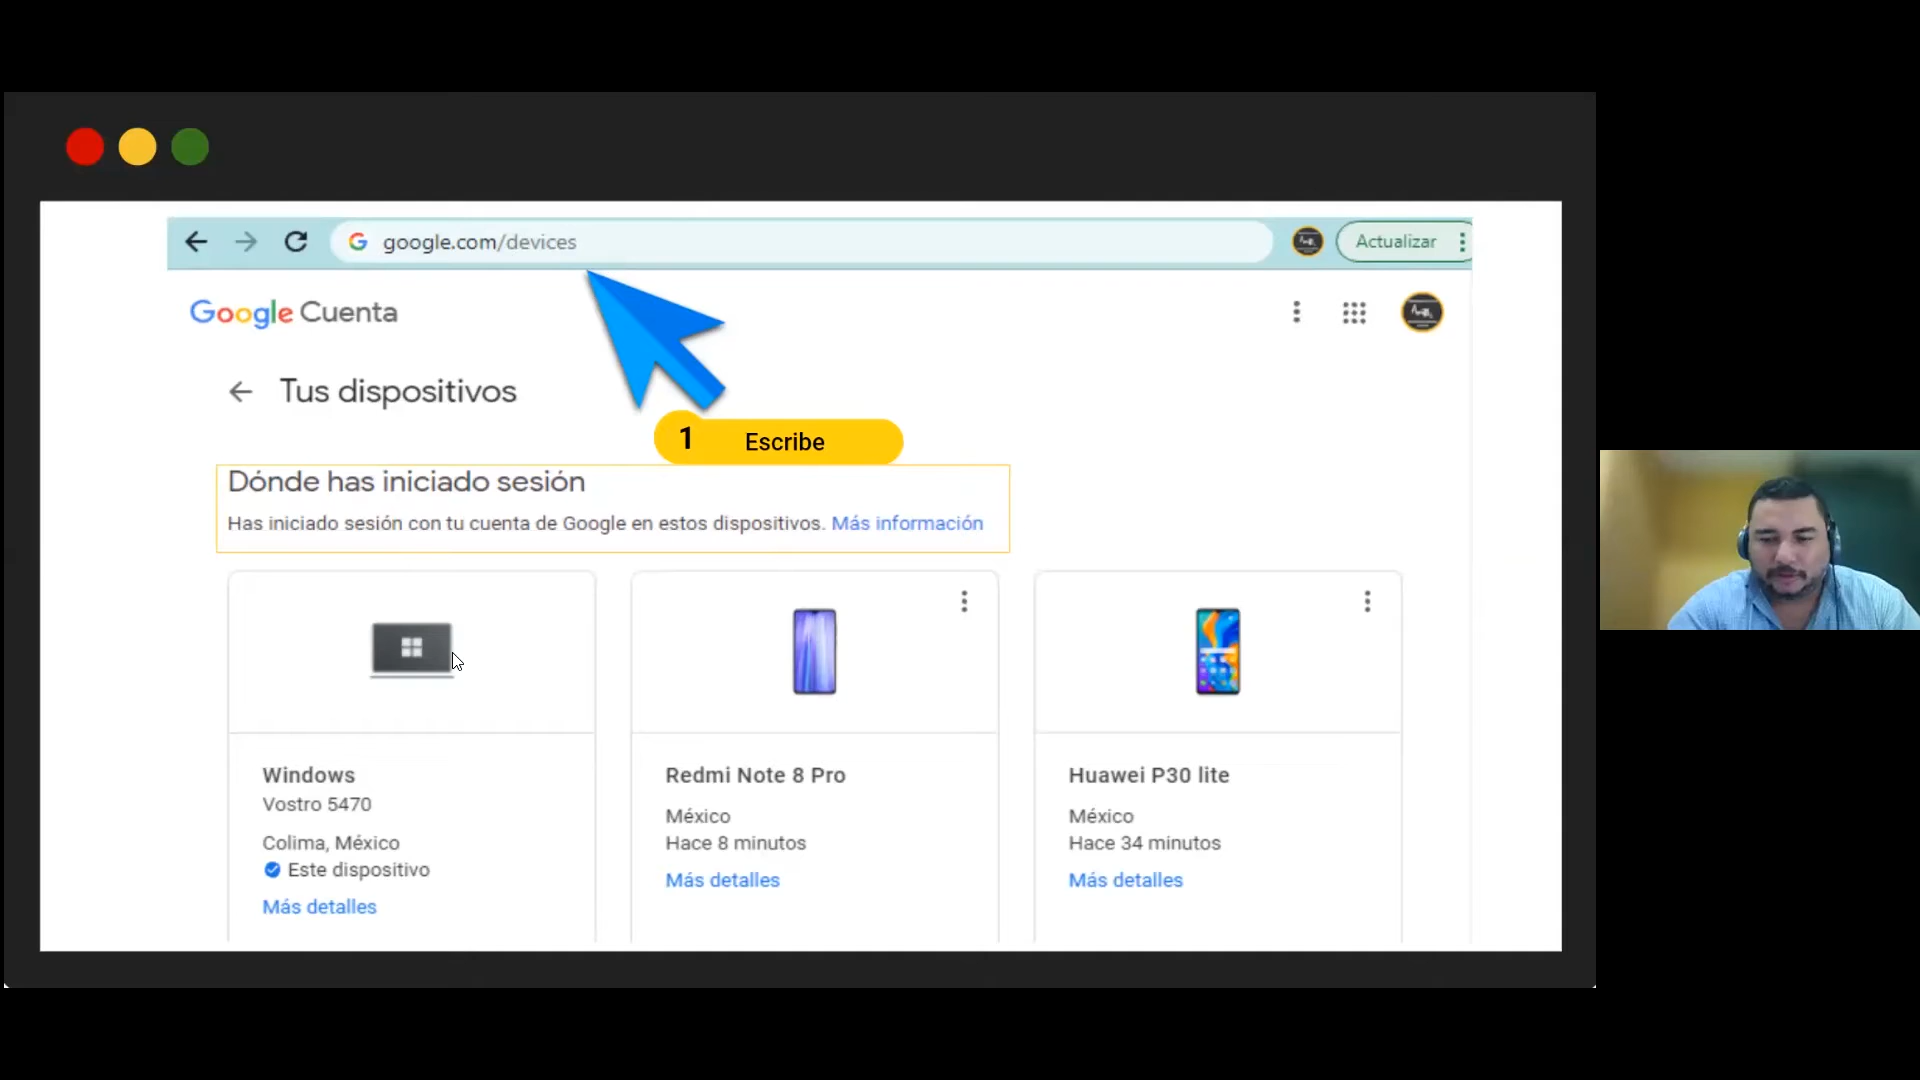 google.com/devices
Actualizar
Google Cuenta
Tus dispositivos
1 Escribe
Dónde has iniciado sesión
Has iniciado sesión con tu cuenta de Google en estos dispositivos. Más información
Windows
Vostro 5470
Colima, México
Este dispositivo
Más detalles
Redmi Note 8 Pro
México
Hace 8 minutos
Más detalles
Huawei P30 lite
México
Hace 34 minutos
Más detalles